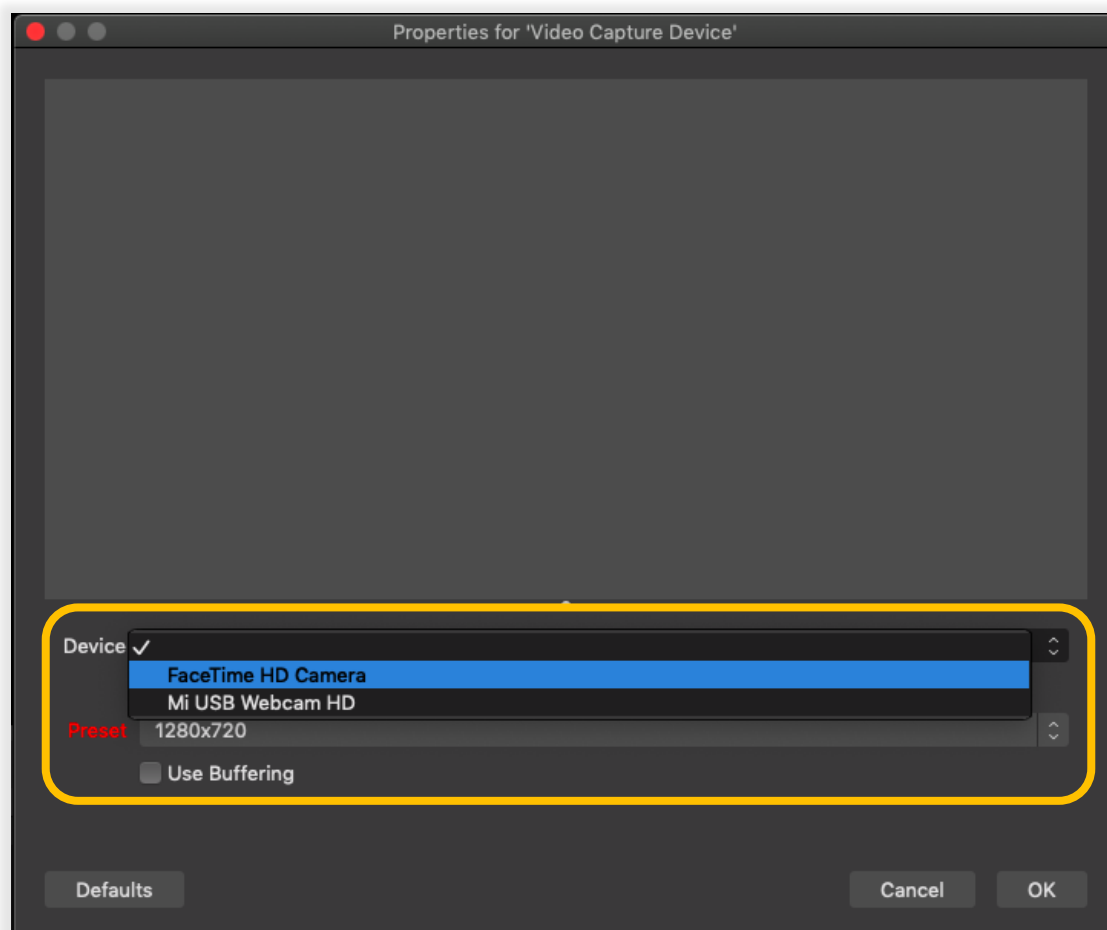 Properties for 'Video Capture Device'
Device ✓
FaceTime HD Camera
Mi USB Webcam HD
Preset 1280x720
Use Buffering
Defaults Cancel OK